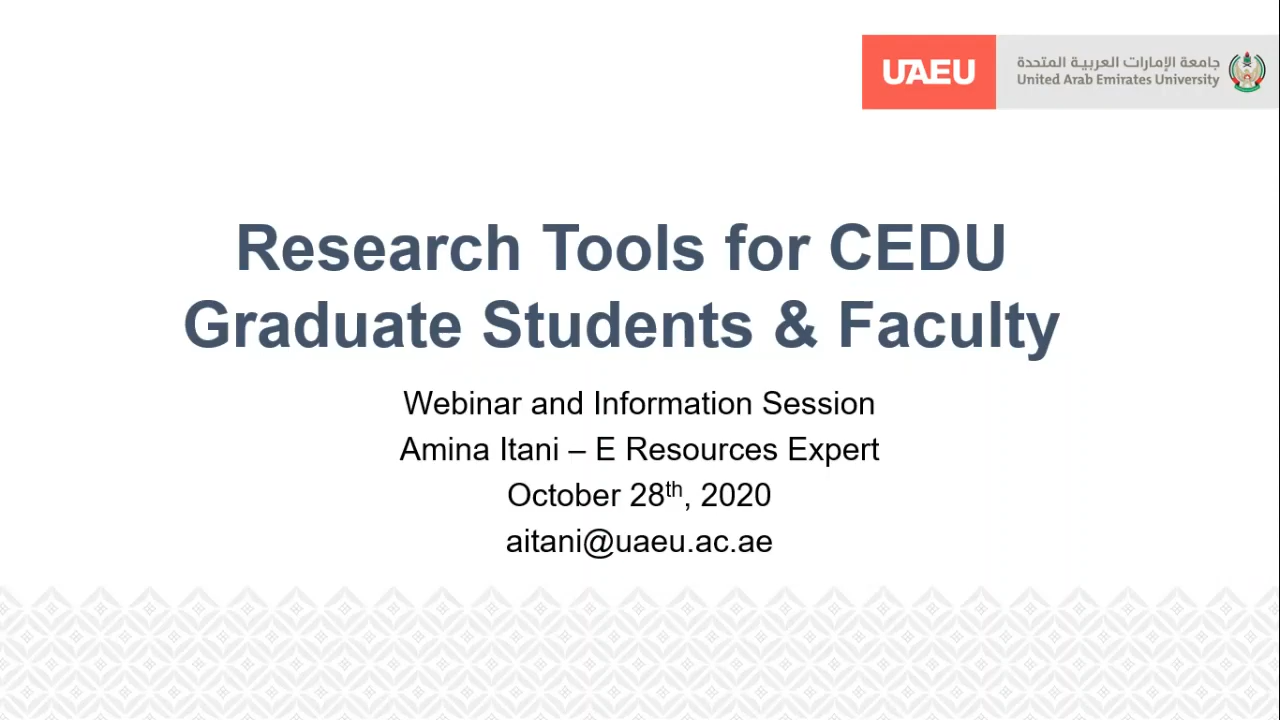 UAEU
جامعة الإمارات العربية المتحدة
United Arab Emirates University
Research Tools for CEDU
Graduate Students & Faculty
Webinar and Information Session
Amina Itani – E Resources Expert
October 28th, 2020
aitani@uaeu.ac.ae